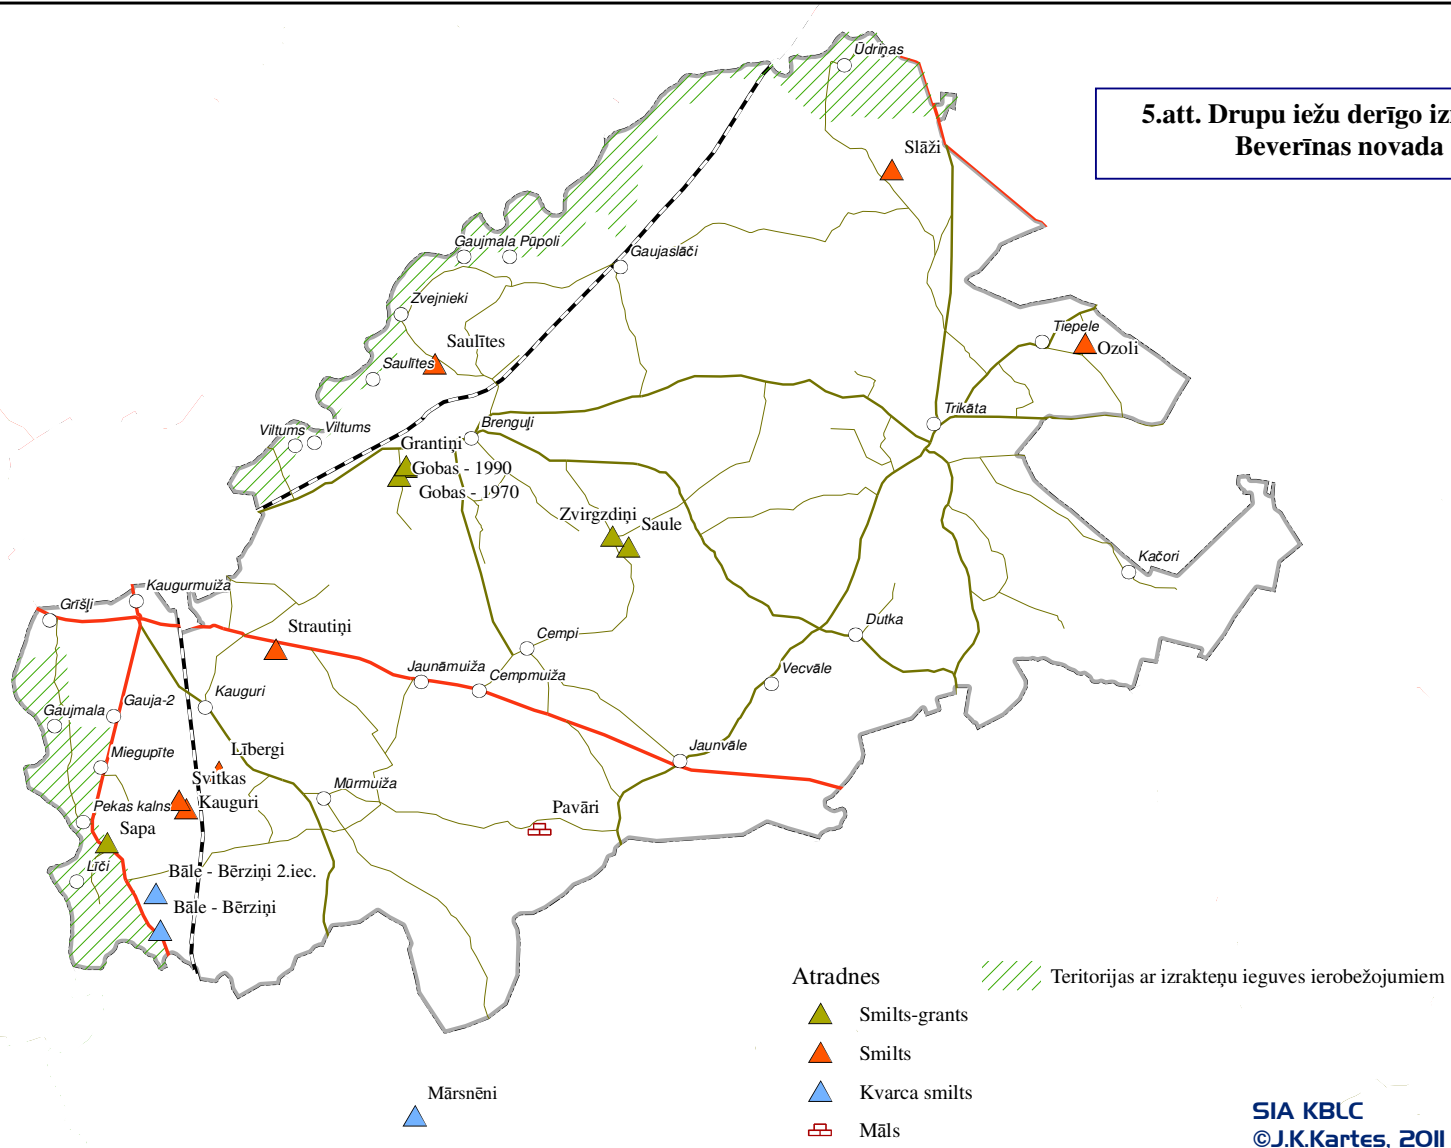 5.att. Drupu iežu derīgo iz
Beverīnas novada
Ūdriņas
Slāži
Gaujmala Pūpoli
Gaujaslāči
Zvejnieki
Saulītes
Saulītes
Tiepele
Ozoli
Viltums
Viltums
Brenguļi
Trikāta
Grantiņi
Gobas - 1990
Gobas - 1970
Zvirgzdiņi
Saule
Kačori
Kaugurmuiža
Grīšļi
Strautiņi
Cempi
Dutka
Jaunāmuiža
Cempmuiža
Vecvāle
Kauguri
Gauja-2
Gaujmala
Miegupīte
Lībergi
Jaunvāle
Svitkas
Mūrmuiža
Kauguri
Pekas kalns
Pavāri
Sapa
Līči
Bāle - Bērziņi 2.iec.
Bāle - Bērziņi
Mārsnēni
Atradnes
Teritorijas ar izrakteņu ieguves ierobežojumiem
Smilts-grants
Smilts
Kvarca smilts
Māls
SIA KBLC
©J.K.Kartes, 2011